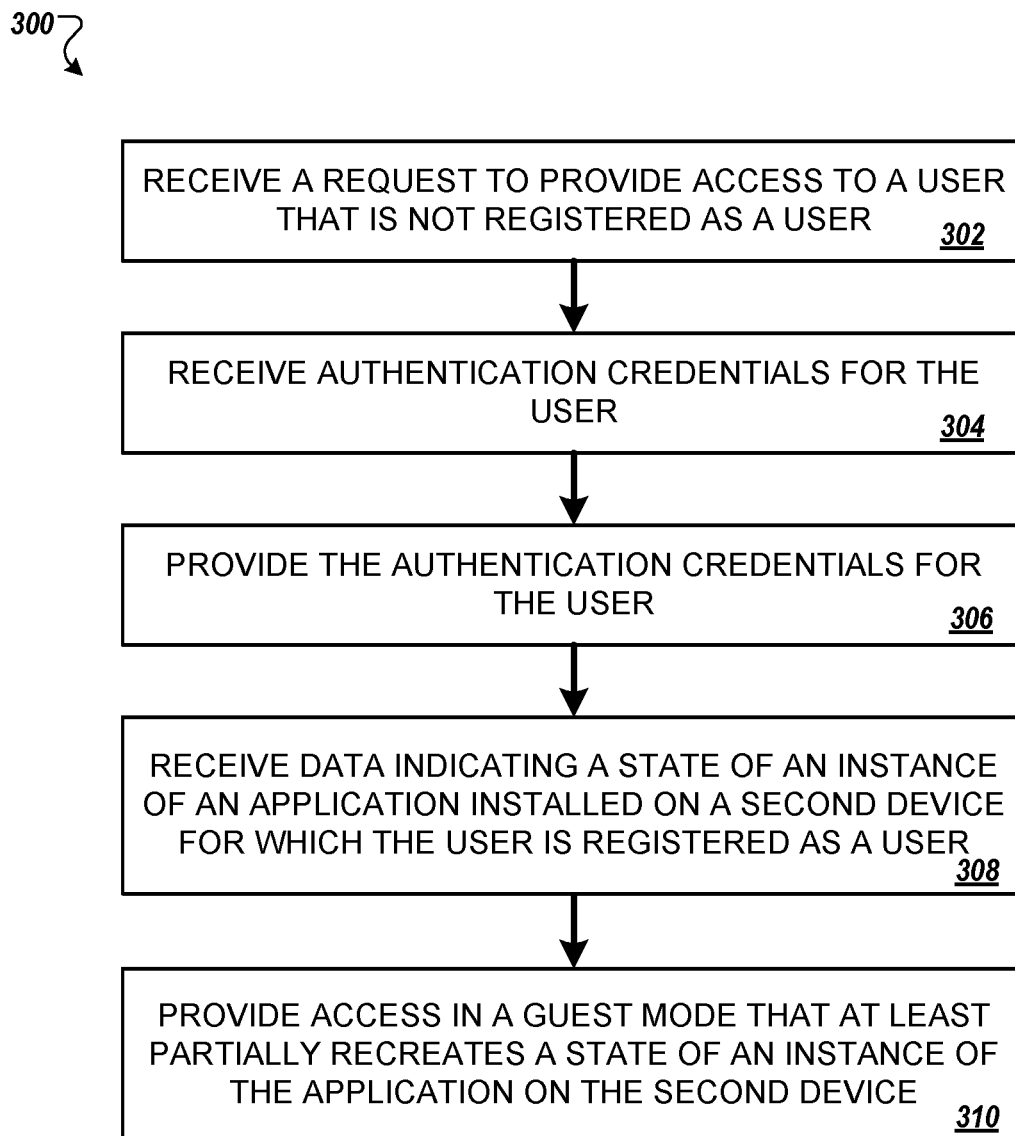 300
RECEIVE A REQUEST TO PROVIDE ACCESS TO A USER
THAT IS NOT REGISTERED AS A USER
302
RECEIVE AUTHENTICATION CREDENTIALS FOR THE
USER
304
PROVIDE THE AUTHENTICATION CREDENTIALS FOR
THE USER
306
RECEIVE DATA INDICATING A STATE OF AN INSTANCE
OF AN APPLICATION INSTALLED ON A SECOND DEVICE
FOR WHICH THE USER IS REGISTERED AS A USER
308
PROVIDE ACCESS IN A GUEST MODE THAT AT LEAST
PARTIALLY RECREATES A STATE OF AN INSTANCE OF
THE APPLICATION ON THE SECOND DEVICE
310